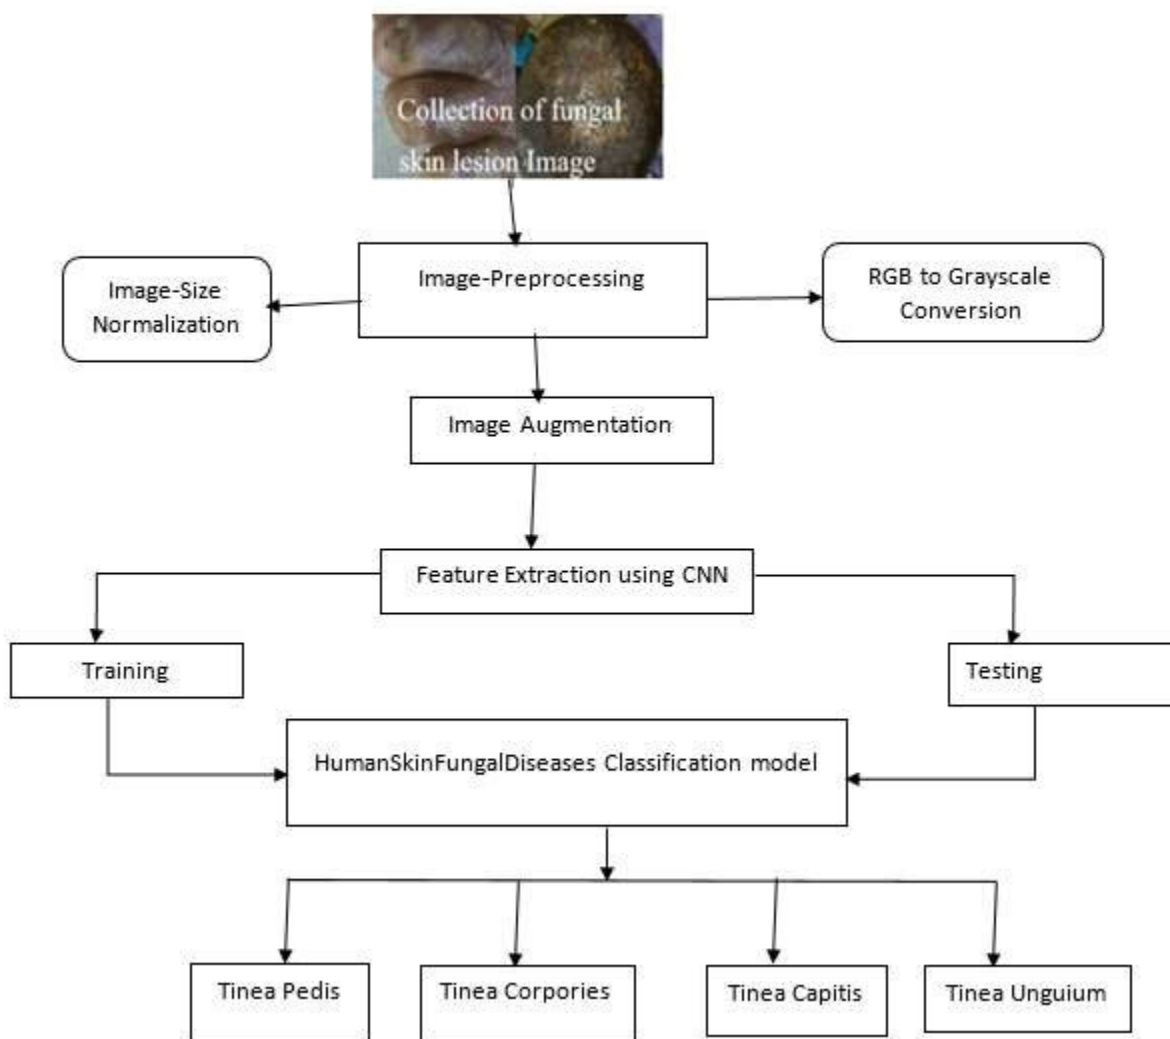 Collection of fungal
skin lesion Image
Image-Preprocessing
Image-Size
Normalization
RGB to Grayscale
Conversion
Image Augmentation
Feature Extraction using CNN
Training
Testing
HumanSkinFungalDiseases Classification model
Tinea Pedis
Tinea Corpories
Tinea Capitis
Tinea Unguium